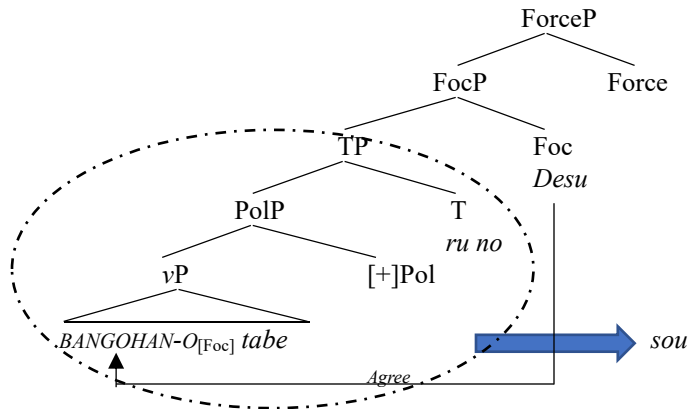 ForceP
FocP Force
TP Foc
Desu
PolP T
ru no
vP [+]Pol
BANGOHAN-O[Foc] tabe
sou
Agree